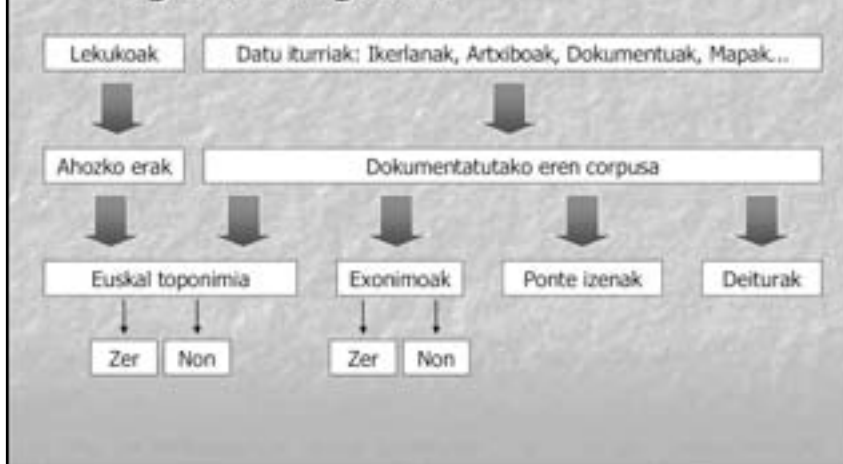 Lekukoak
Datu iturriak: Ikerlanak, Artxiboak, Dokumentuak, Mapak...
Ahozko erak
Dokumentatutako eren corpusa
Euskal toponimia
Exonimoak
Ponte izenak
Deiturak
Zer
Non
Zer
Non